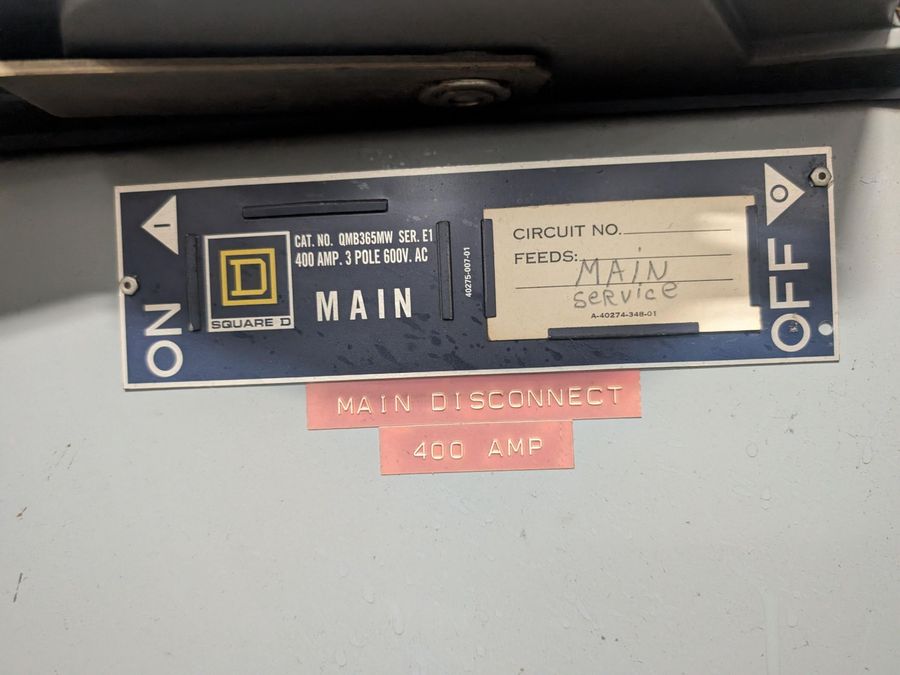 I
ON
D
SQUARE D
CAT. NO. QMB365MW SER. E1
400 AMP. 3 POLE 600V. AC
MAIN
40275-007-01
CIRCUIT NO.
FEEDS:
MAIN
Service
A-40274-348-01
O
OFF
MAIN DISCONNECT
400 AMP